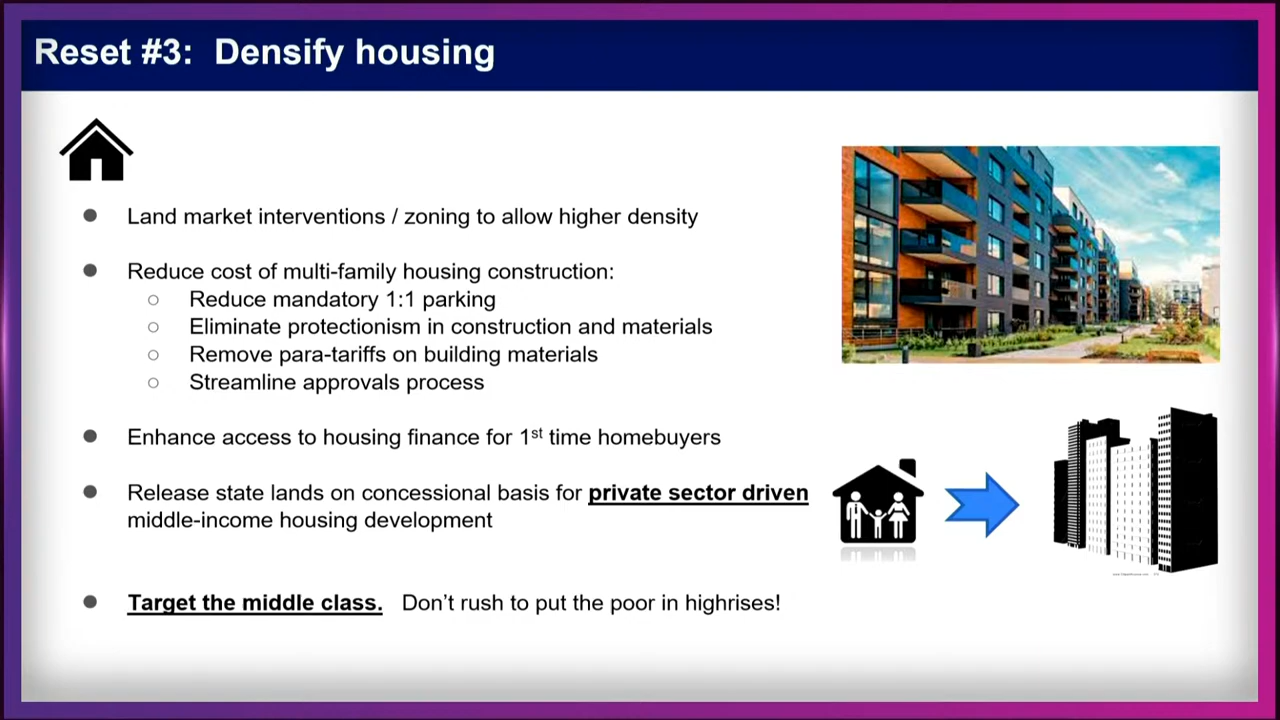 Reset #3: Densify housing
● Land market interventions / zoning to allow higher density
● Reduce cost of multi-family housing construction:
○ Reduce mandatory 1:1 parking
○ Eliminate protectionism in construction and materials
○ Remove para-tariffs on building materials
○ Streamline approvals process
● Enhance access to housing finance for 1st time homebuyers
● Release state lands on concessional basis for private sector driven
middle-income housing development
● Target the middle class. Don’t rush to put the poor in highrises!